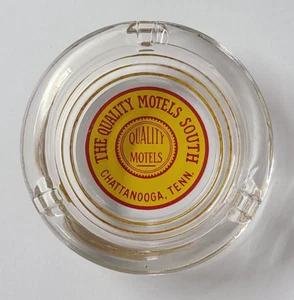 THE QUALITY MOTELS SOUTH
QUALITY
MOTELS
CHATTANOOGA, TENN.